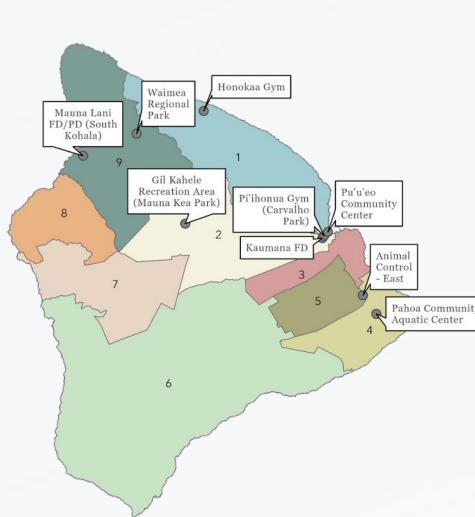 Honokaa Gym
Waimea
Regional
Park
Mauna Lani
FD/PD (South
Kohala)
9
1
Gil Kahele
Recreation Area
(Mauna Kea Park)
Pi'ihonua Gym
(Carvalho
Park)
Pu'u'eo
Community
Center
8
2
Kaumana FD
Animal
Control
- East
3
7
5
Pahoa Community
Aquatic Center
4
6